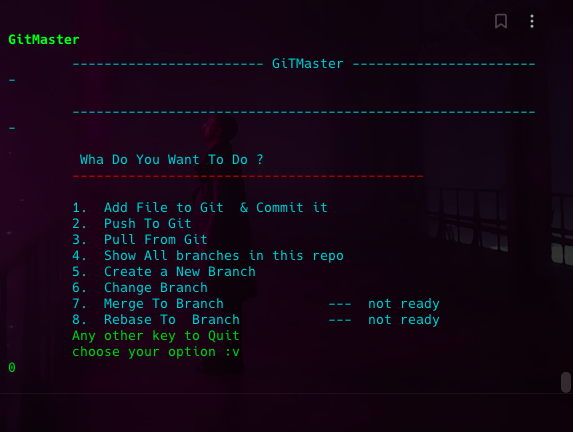 GitMaster
------------------------ GiTMaster -----------------------
-
----------------------------------------------------------
-
Wha Do You Want To Do ?
--------------------------------------------
1. Add File to Git & Commit it
2. Push To Git
3. Pull From Git
4. Show All branches in this repo
5. Create a New Branch
6. Change Branch
7. Merge To Branch --- not ready
8. Rebase To Branch --- not ready
Any other key to Quit
choose your option :v
0